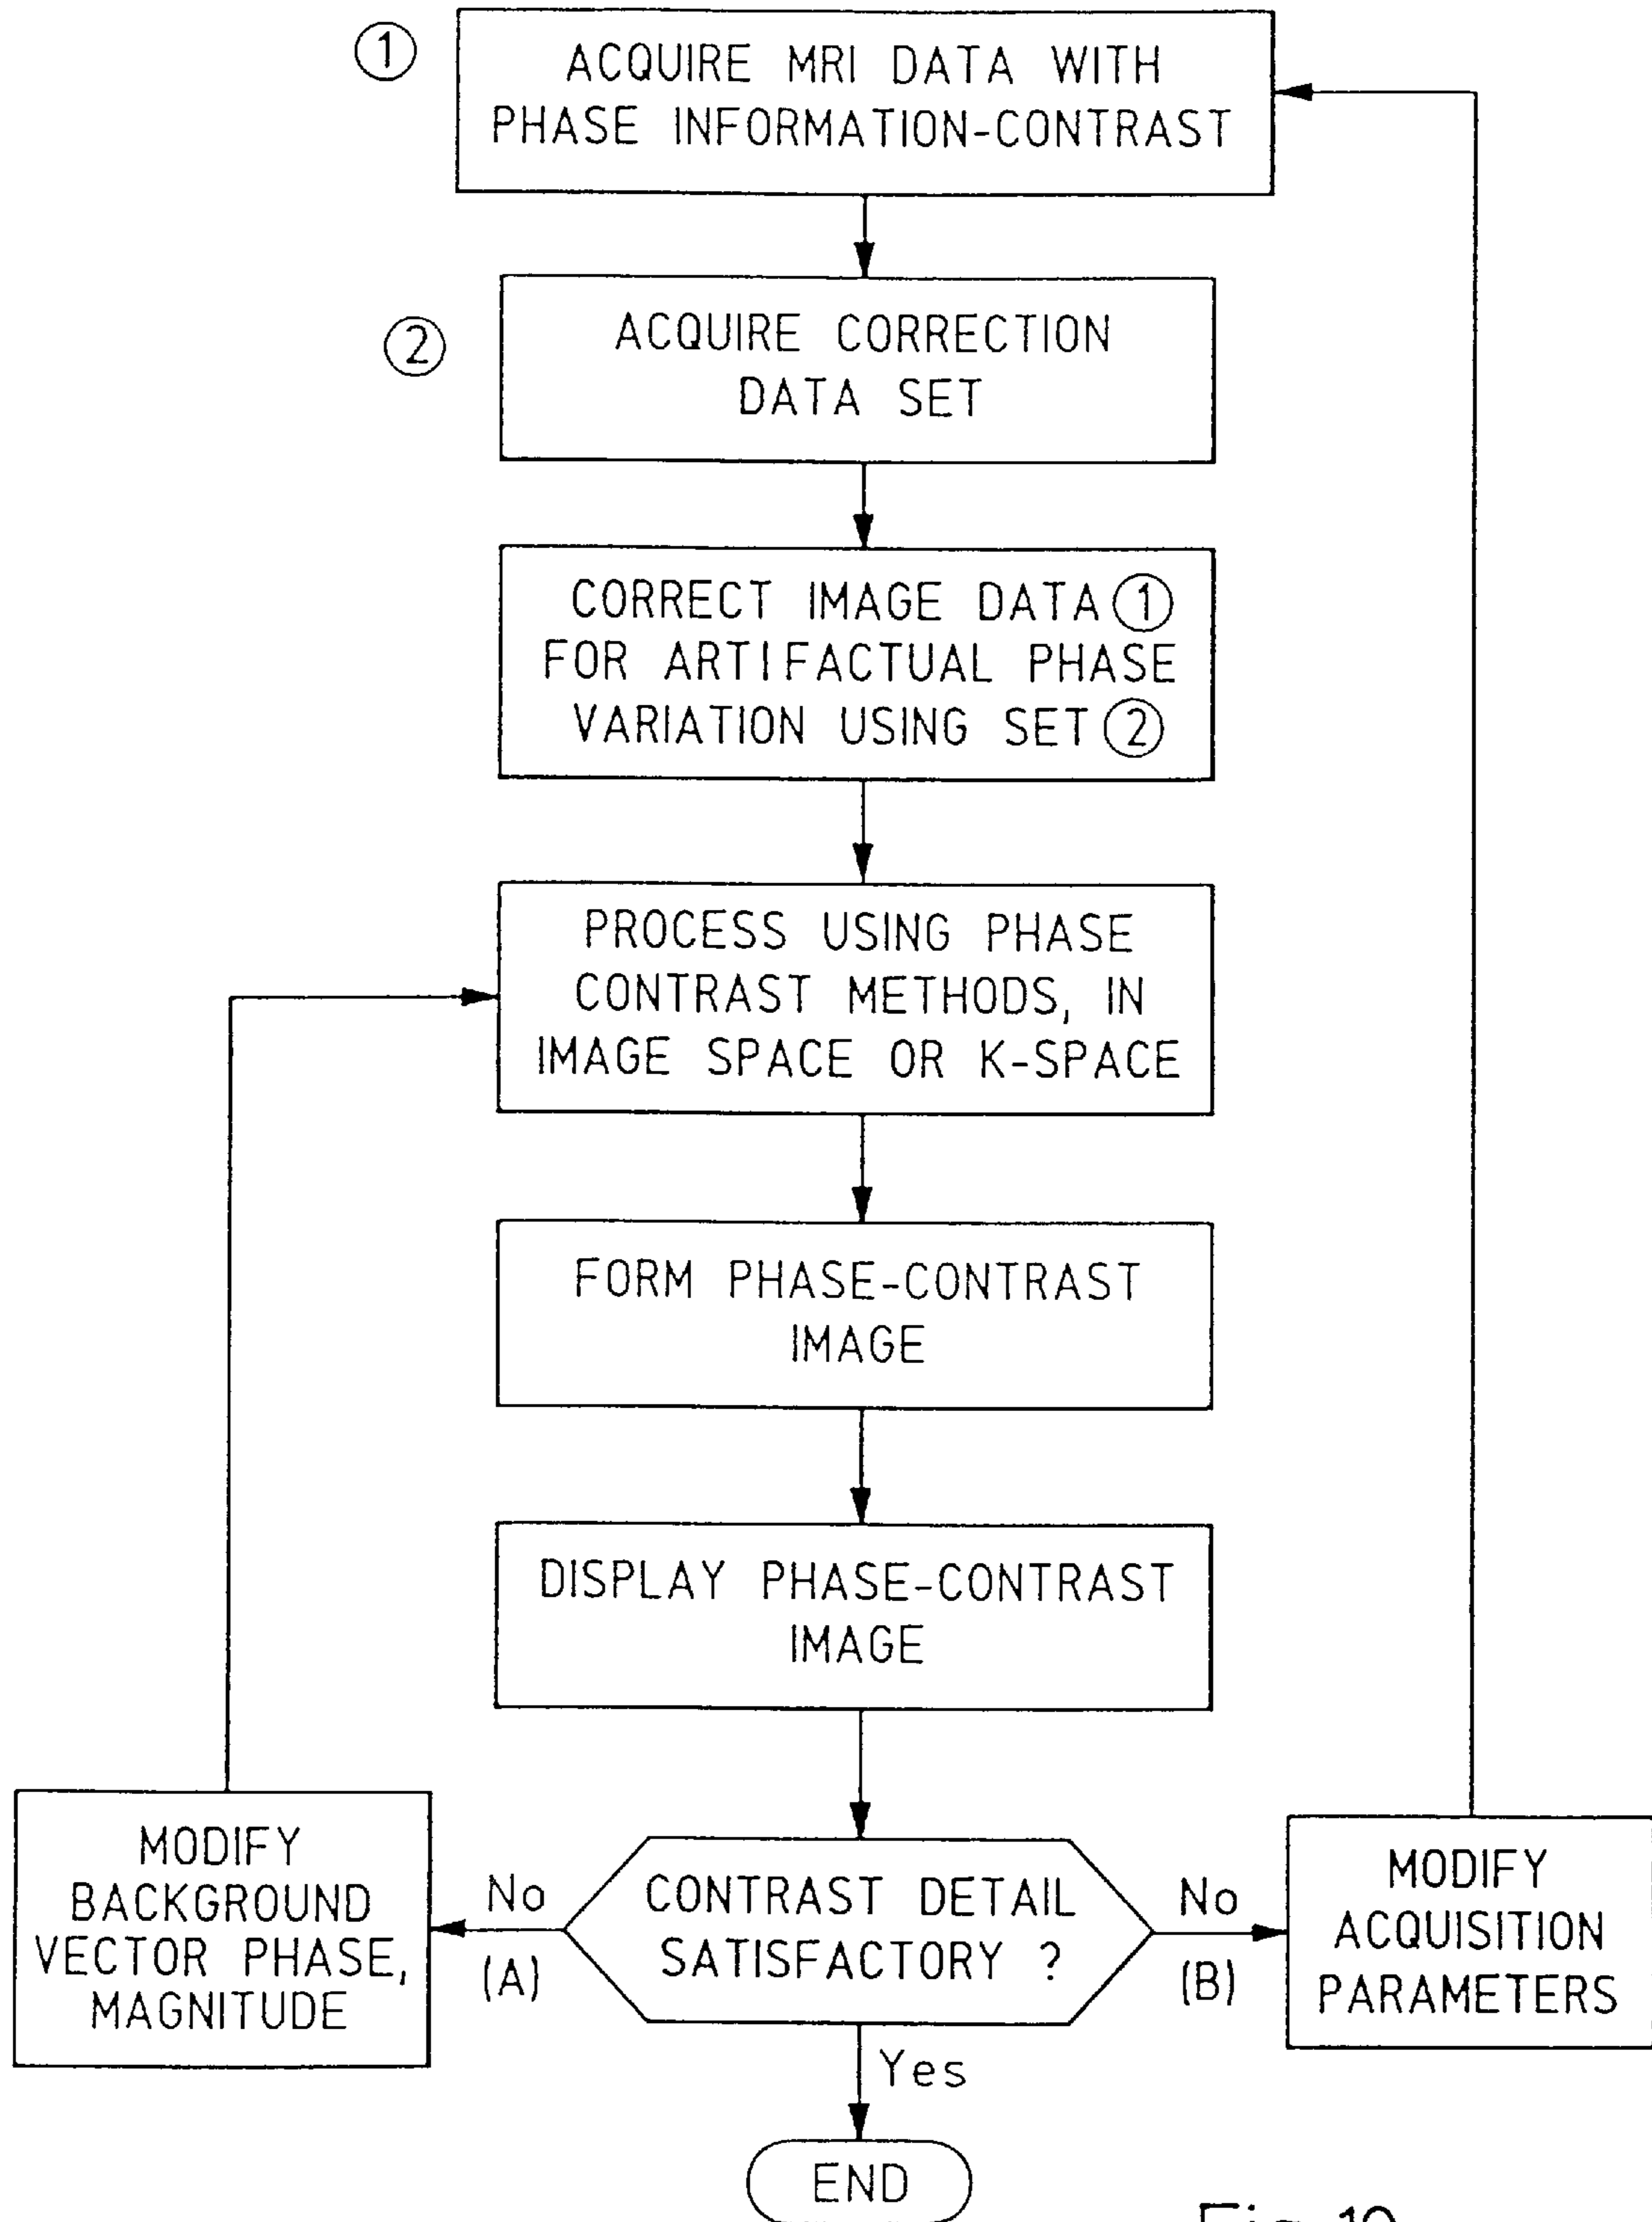 ①
ACQUIRE MRI DATA WITH
PHASE INFORMATION-CONTRAST
②
ACQUIRE CORRECTION
DATA SET
CORRECT IMAGE DATA ①
FOR ARTIFACTUAL PHASE
VARIATION USING SET ②
PROCESS USING PHASE
CONTRAST METHODS, IN
IMAGE SPACE OR K-SPACE
FORM PHASE-CONTRAST
IMAGE
DISPLAY PHASE-CONTRAST
IMAGE
MODIFY
BACKGROUND
VECTOR PHASE,
MAGNITUDE
No
(A)
CONTRAST DETAIL
SATISFACTORY ?
No
(B)
MODIFY
ACQUISITION
PARAMETERS
Yes
END